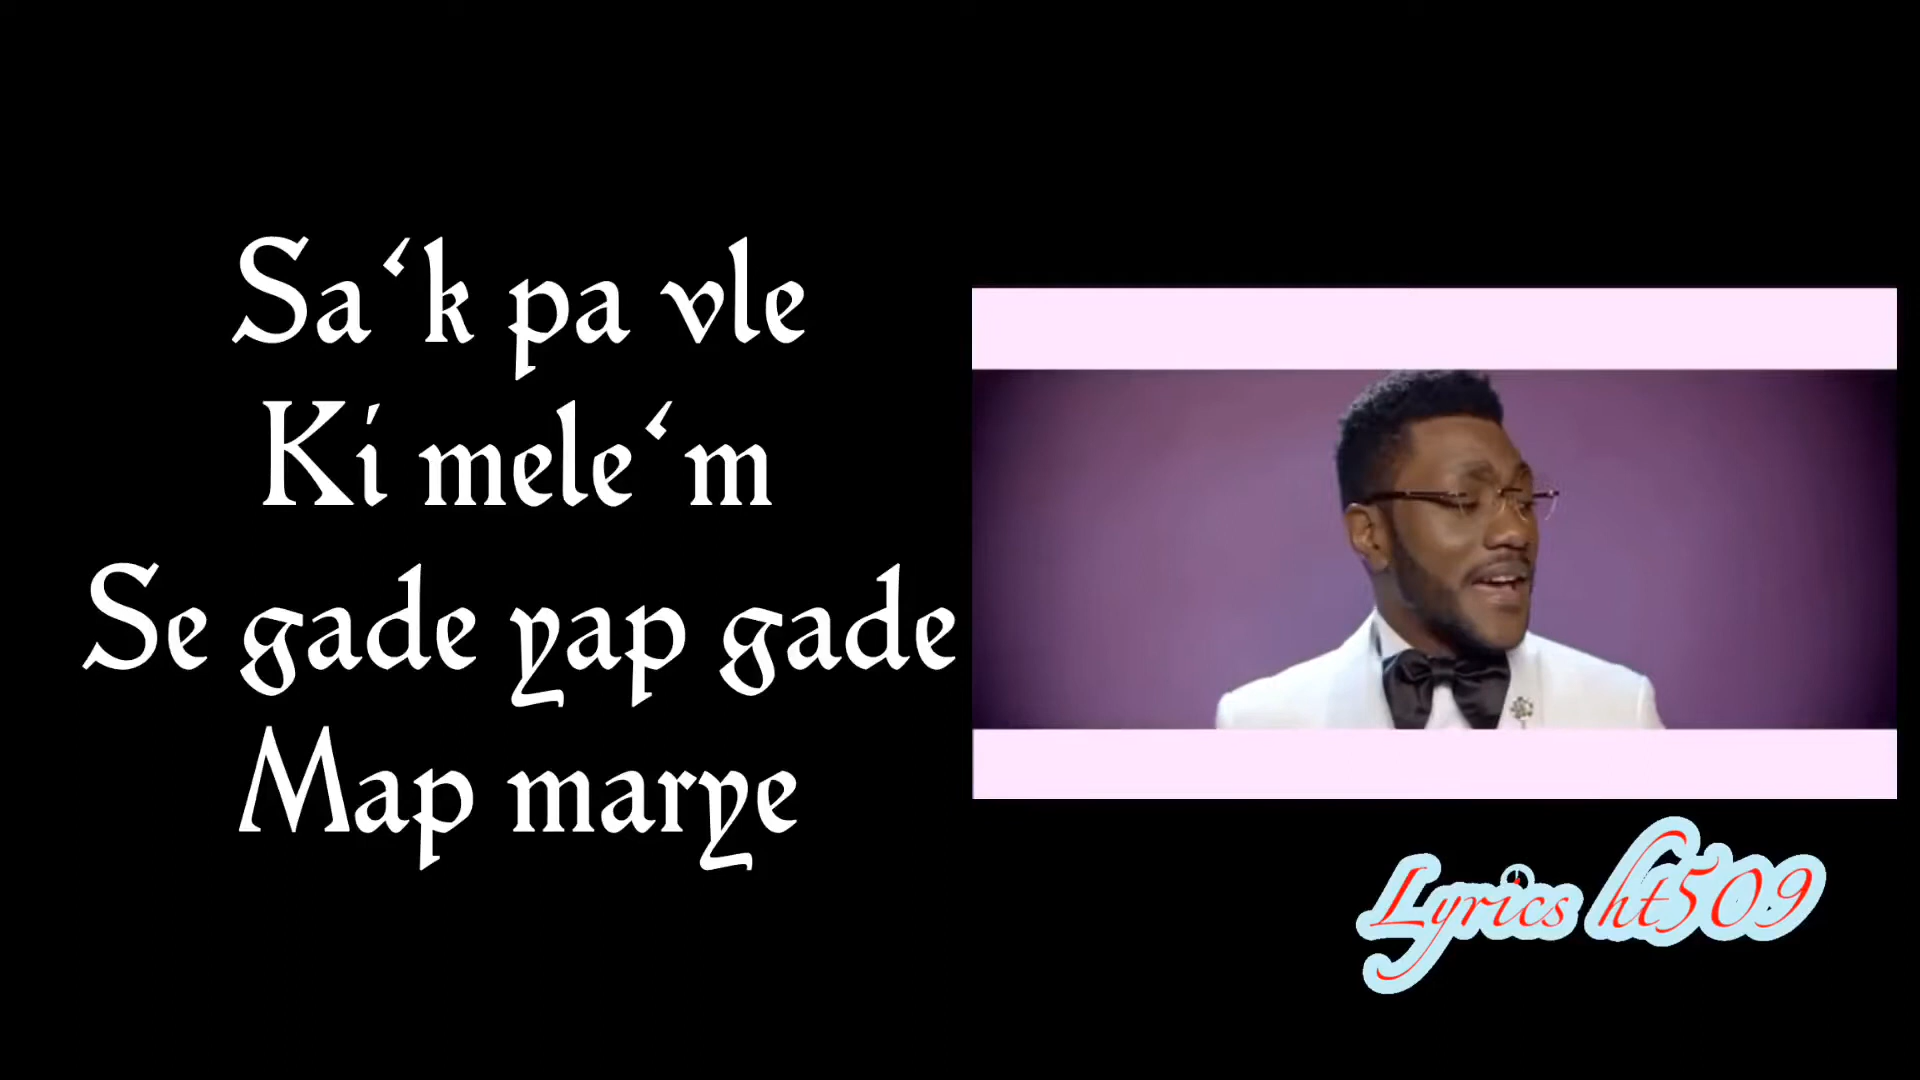 Sa‘k pa vle
Ki mele‘m
Se gade yap gade
Map marye
Lyrics ht509